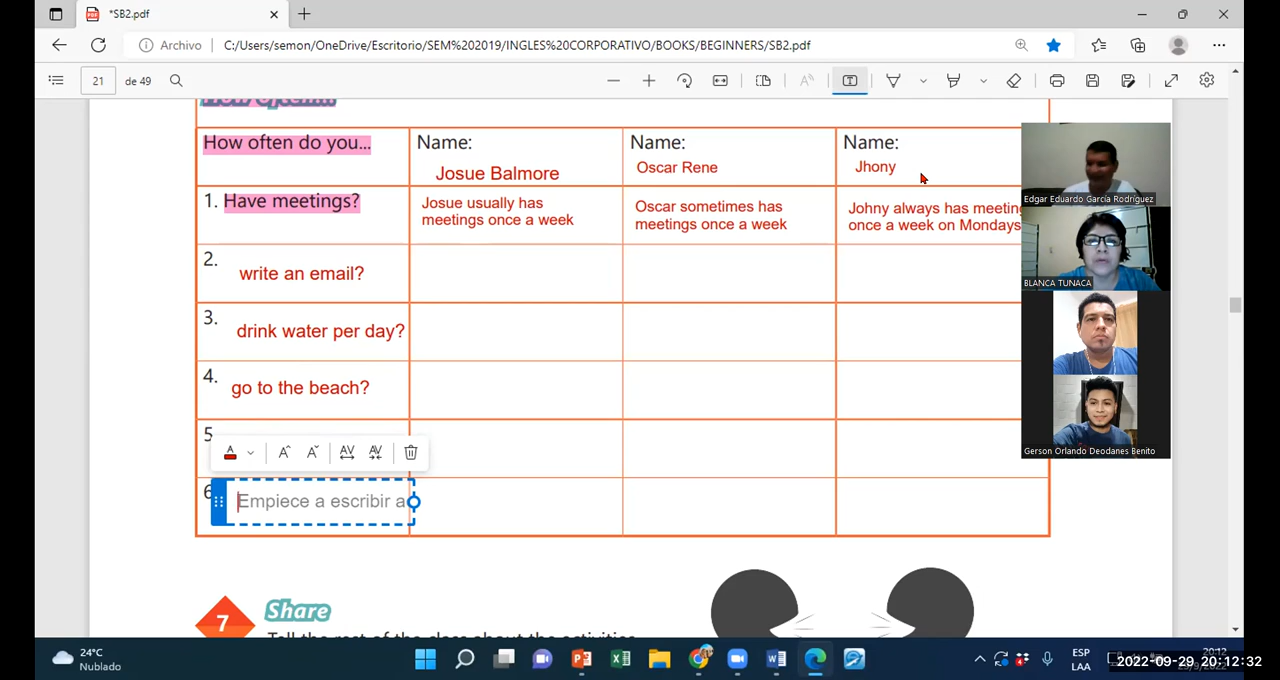 *SB2.pdf
Archivo
C:/Users/semon/OneDrive/Escritorio/SEM%202019/INGLES%20CORPORATIVO/BOOKS/BEGINNERS/SB2.pdf
21 de 49
How often do you...
Name:
Josue Balmore
Name:
Oscar Rene
Name:
Jhony
1. Have meetings?
Josue usually has
meetings once a week
Oscar sometimes has
meetings once a week
Johny always has meeting
once a week on Mondays
2. write an email?
3. drink water per day?
4. go to the beach?
5
6
Empiece a escribir a
7
Share
Edgar Eduardo García Rodríguez
BLANCA TUNACA
Gerson Orlando Deodanes Benito
24°C
Nublado
ESP
LAA
20:12
2022-09-29 20:12:32